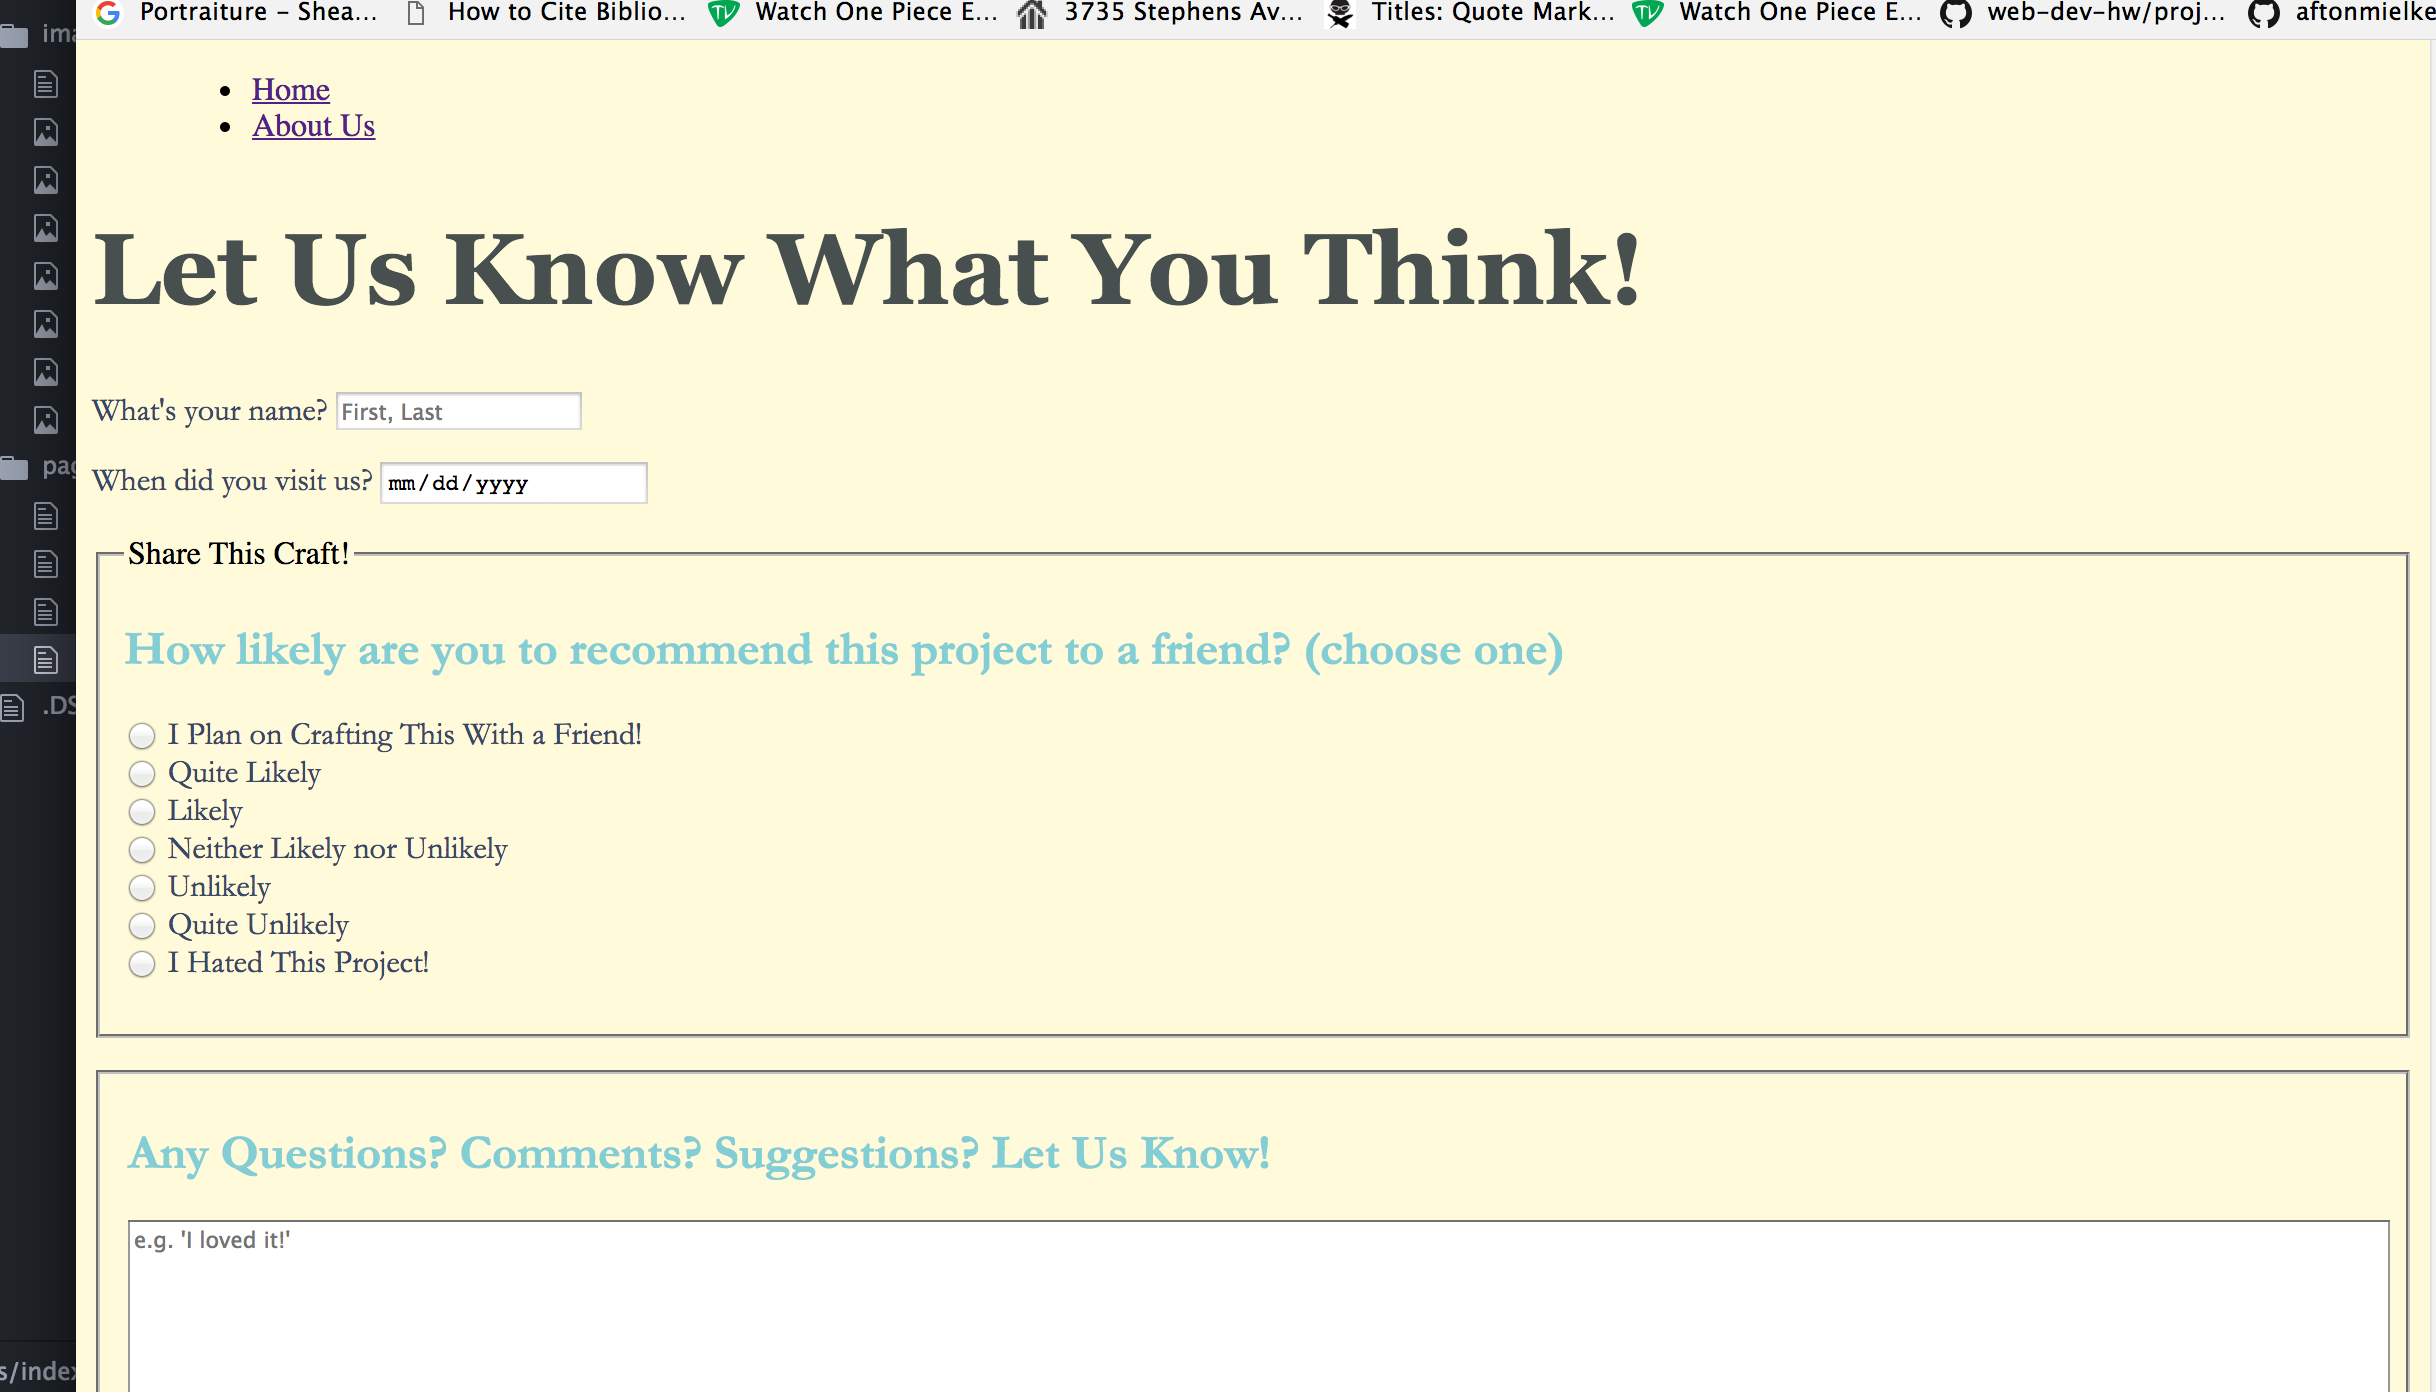 Portraiture – Shea... How to Cite Biblio... Watch One Piece E... 3735 Stephens Av... Titles: Quote Mark... Watch One Piece E... web-dev-hw/proj... aftonmielke
ima
Home
About Us
Let Us Know What You Think!
What's your name? First, Last
pag
When did you visit us? mm/dd/yyyy
Share This Craft!
How likely are you to recommend this project to a friend? (choose one)
.DS
I Plan on Crafting This With a Friend!
Quite Likely
Likely
Neither Likely nor Unlikely
Unlikely
Quite Unlikely
I Hated This Project!
Any Questions? Comments? Suggestions? Let Us Know!
e.g. 'I loved it!'
s/index